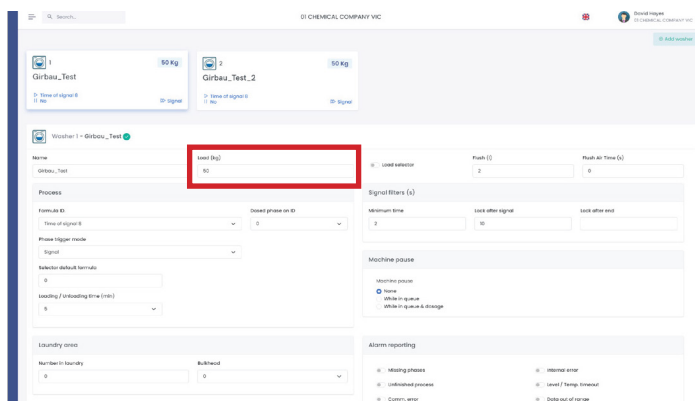 Search...
01 CHEMICAL COMPANY VIC
David Hayes
01 CHEMICAL COMPANY VIC
Add washer
1
50 Kg
Girbau_Test
Time of signal B
No
Signal
2
50 Kg
Girbau_Test_2
Time of signal B
No
Signal
Washer 1 - Girbau_Test
Name
Girbau_Test
Load (kg)
50
Load selector
Flush (l)
2
Flush Air Time (s)
0
Process
Formula ID.
Time of signal B
Dosed phase on ID
0
Phase trigger mode
Signal
Selector default formula
0
Loading / Unloading time (min)
5
Signal filters (s)
Minimum time
2
Lock after signal
10
Lock after end
Machine pause
Machine pause
None
While in queue
While in queue & dosage
Laundry area
Number in laundry
0
Bulkhead
0
Alarm reporting
Missing phases
Internal error
Unfinished process
Level / Temp. timeout
Comm. error
Data out of range